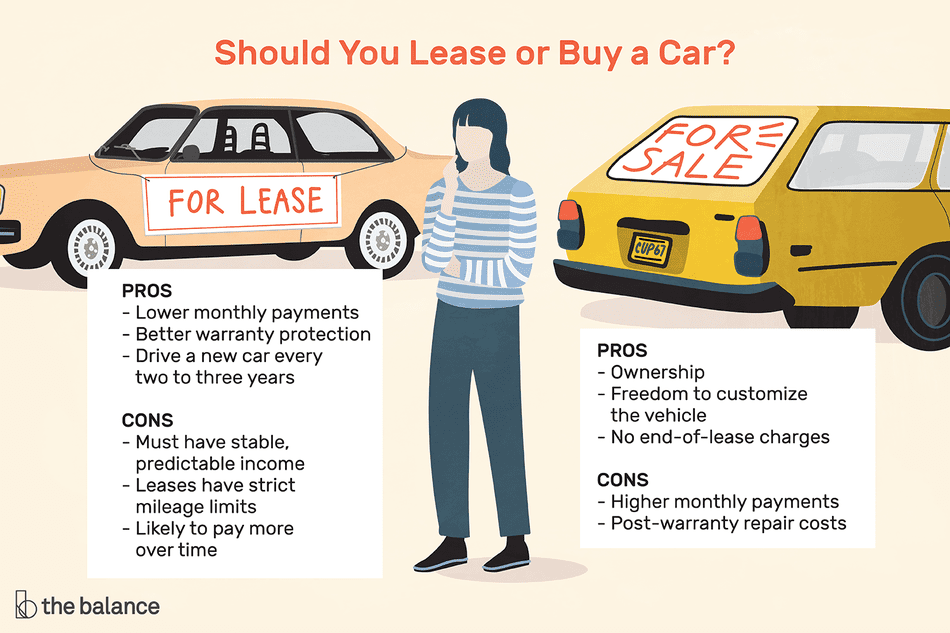 Should You Lease or Buy a Car?
FOR LEASE
FOR
SALE
CUP67
PROS
- Lower monthly payments
- Better warranty protection
- Drive a new car every
two to three years
CONS
- Must have stable,
predictable income
- Leases have strict
mileage limits
- Likely to pay more
over time
PROS
- Ownership
- Freedom to customize
the vehicle
- No end-of-lease charges
CONS
- Higher monthly payments
- Post-warranty repair costs
the balance